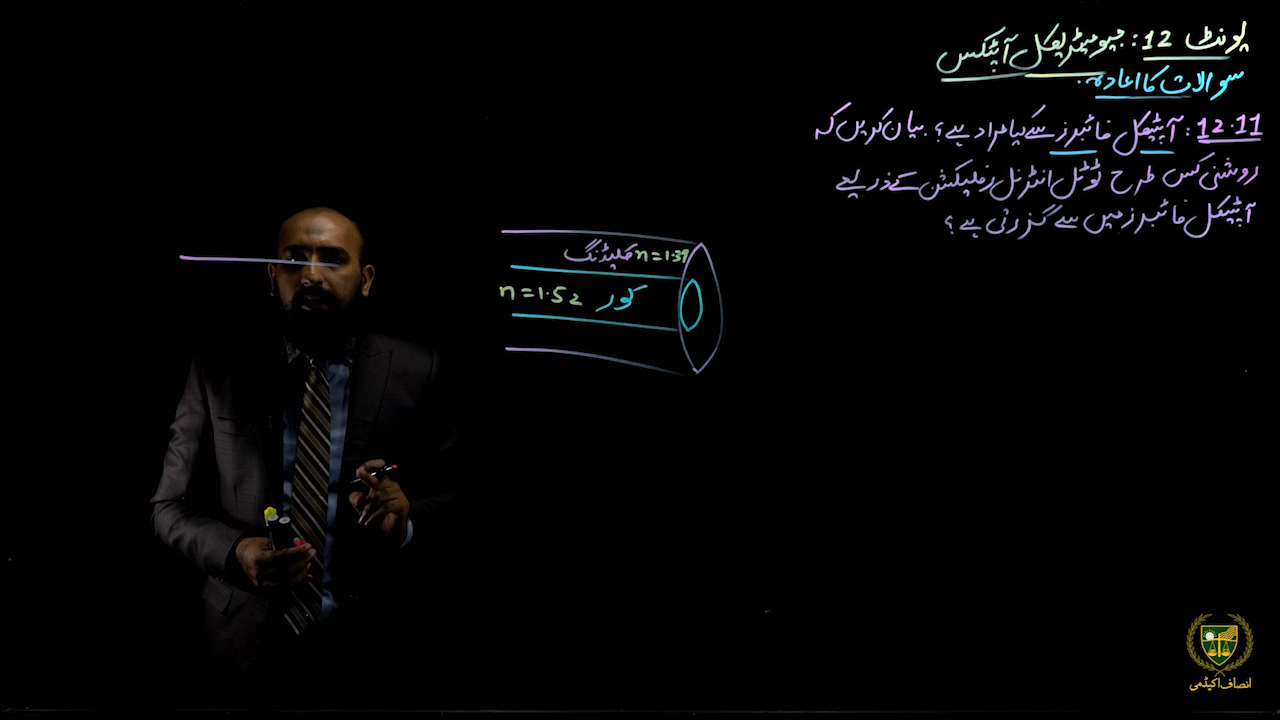 یونٹ 12: جیومیٹریکل آپٹکس
سوالات کا اعادہ:
12.11: آپٹیکل فائبرز سے کیا مراد ہے؟ بیان کریں کہ
روشنی کس طرح ٹوٹل انٹرنل رفلیکشن کے ذریعے
آپٹیکل فائبرز میں سے گزرتی ہے؟
کلیڈنگ n=1.39
n=1.52 کور
انصاف اکیڈمی